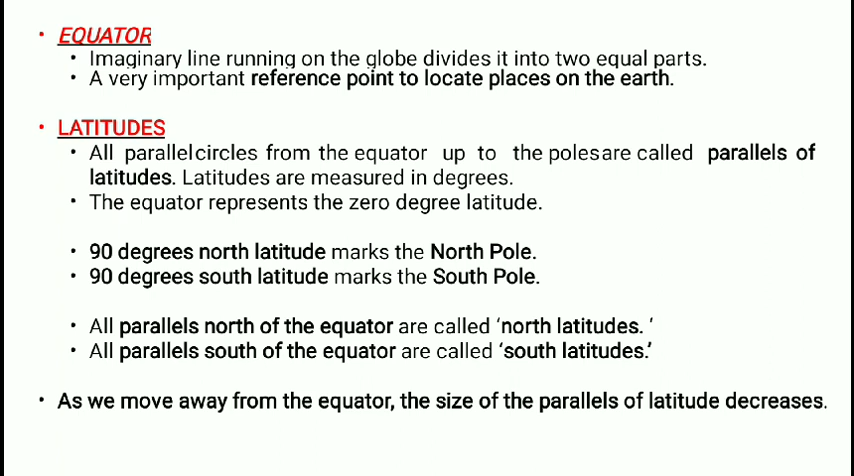 • EQUATOR
• Imaginary line running on the globe divides it into two equal parts.
• A very important reference point to locate places on the earth.
• LATITUDES
• All parallelcircles from the equator up to the polesare called parallels of
latitudes. Latitudes are measured in degrees.
• The equator represents the zero degree latitude.
• 90 degrees north latitude marks the North Pole.
• 90 degrees south latitude marks the South Pole.
• All parallels north of the equator are called ‘north latitudes. ’
• All parallels south of the equator are called ‘south latitudes.’
• As we move away from the equator, the size of the parallels of latitude decreases.